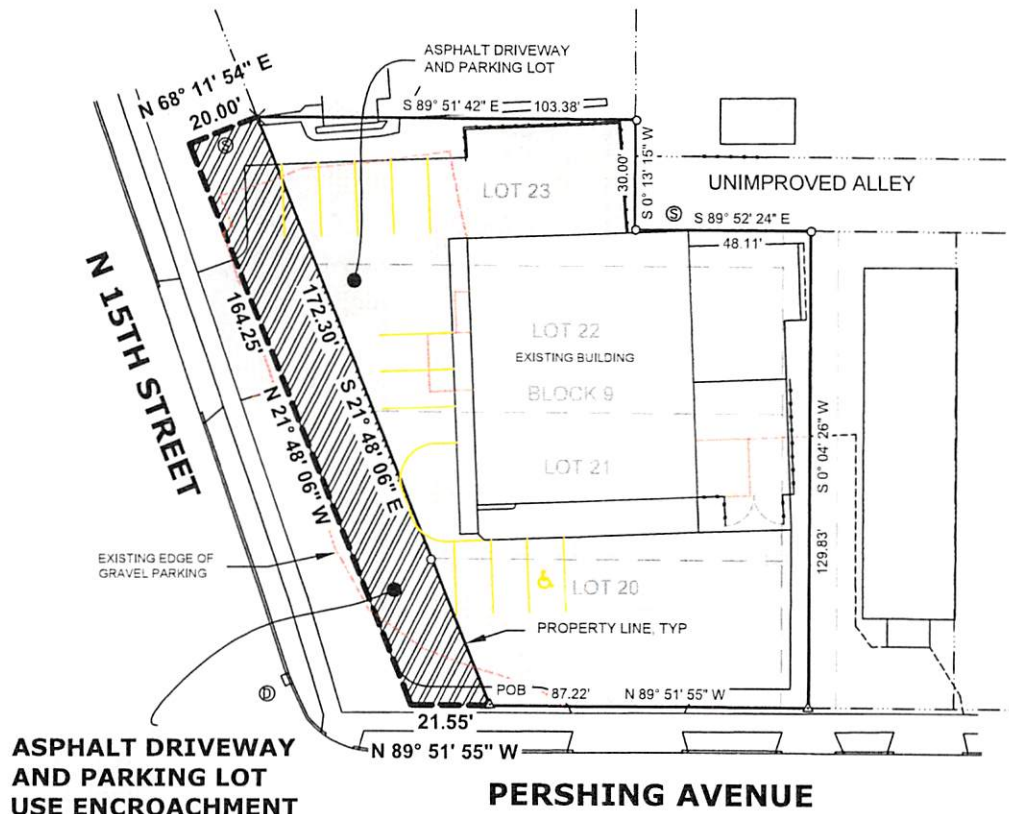 ASPHALT DRIVEWAY
AND PARKING LOT
N 68° 11' 54" E
20.00'
S 89° 51' 42" E
103.38'
S 0° 13' 15" W
30.00'
LOT 23
UNIMPROVED ALLEY
S
S
S 89° 52' 24" E
48.11'
N 15TH STREET
164.25'
172.30'
N 21° 48' 06" W
S 21° 48' 06" E
LOT 22
EXISTING BUILDING
BLOCK 9
LOT 21
S 0° 04' 26" W
129.83'
EXISTING EDGE OF
GRAVEL PARKING
LOT 20
PROPERTY LINE, TYP
D
POB
87.22'
N 89° 51' 55" W
21.55'
N 89° 51' 55" W
ASPHALT DRIVEWAY
AND PARKING LOT
USE ENCROACHMENT
PERSHING AVENUE